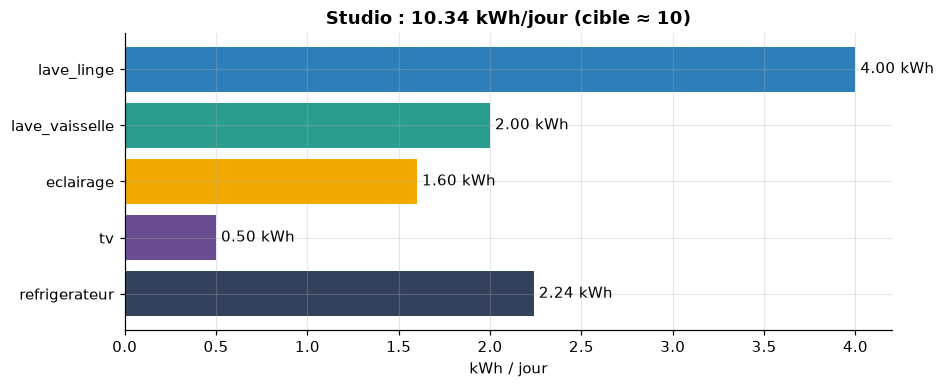 Studio : 10.34 kWh/jour (cible ≈ 10)
lave_linge
4.00 kWh
lave_vaisselle
2.00 kWh
eclairage
1.60 kWh
tv
0.50 kWh
refrigerateur
2.24 kWh
0.0 0.5 1.0 1.5 2.0 2.5 3.0 3.5 4.0
kWh / jour